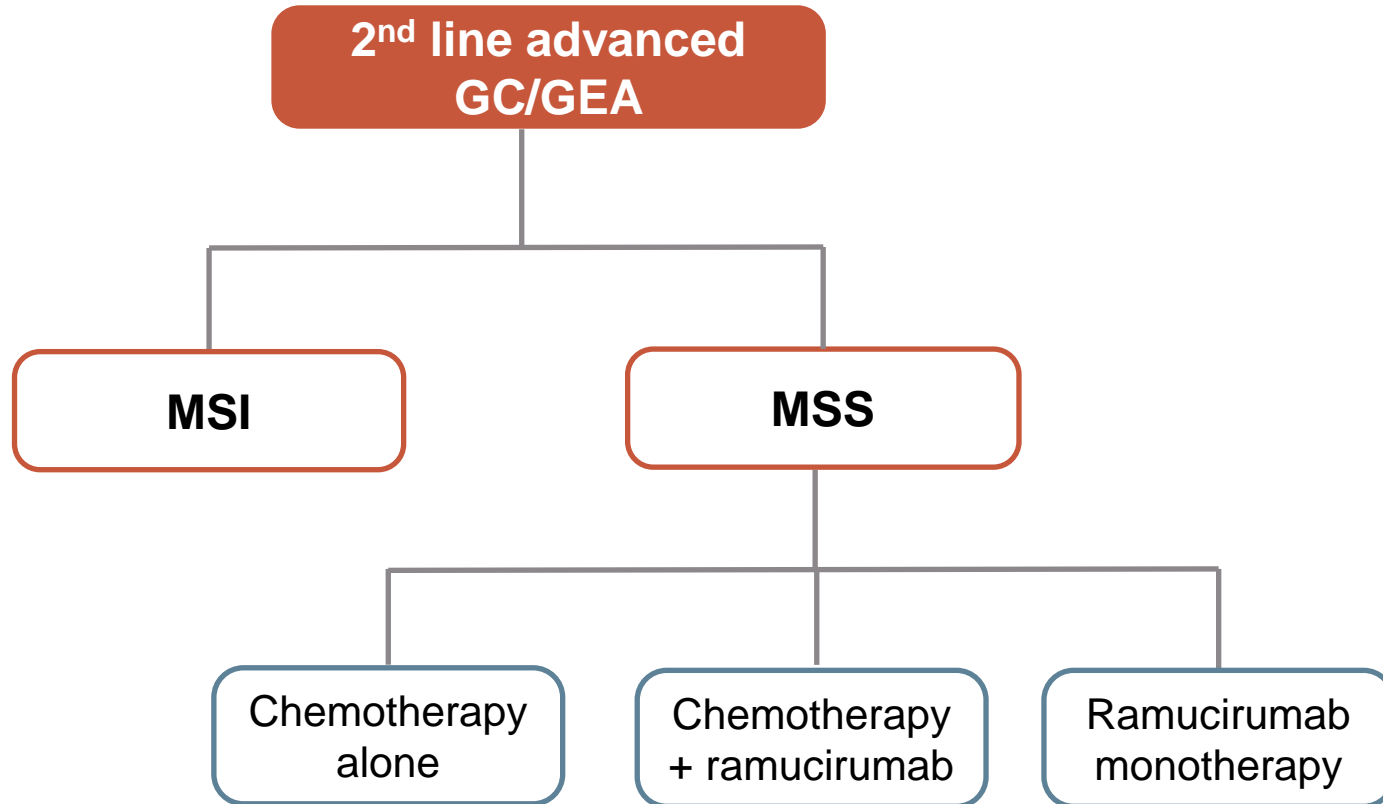 2nd line advanced
GC/GEA
MSI
MSS
Chemotherapy
alone
Chemotherapy
+ ramucirumab
Ramucirumab
monotherapy